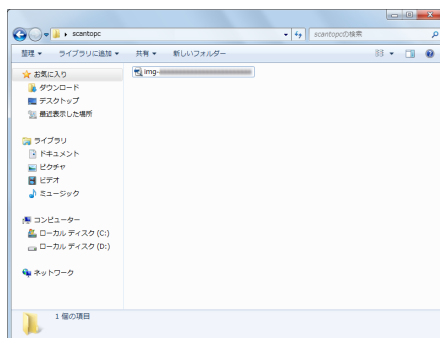 scantopc
scantopcの検索
整理
ライブラリに追加
共有
新しいフォルダー
お気に入り
ダウンロード
デスクトップ
最近表示した場所
ライブラリ
ドキュメント
ピクチャ
ビデオ
ミュージック
コンピューター
ローカル ディスク (C:)
ローカル ディスク (D:)
ネットワーク
img-
1 個の項目